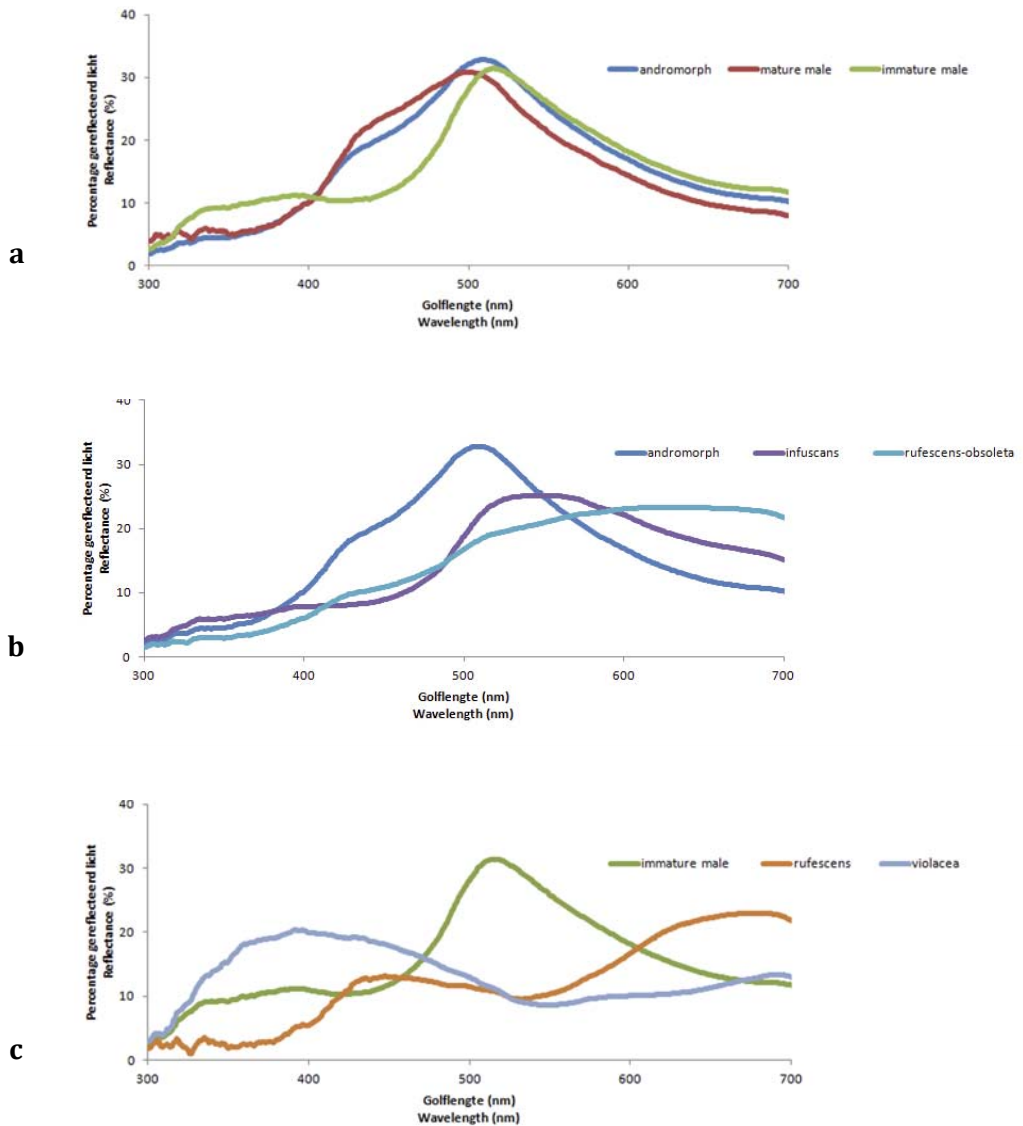 40
30
20
10
0
300 400 500 600 700
Percentage gereflecteerd licht
Reflectance (%)
andromorph mature male immature male
Golflengte (nm)
Wavelength (nm)
a
40
30
20
10
0
300 400 500 600 700
Percentage gereflecteerd licht
Reflectance (%)
andromorph infuscans rufescens-obsoleta
Golflengte (nm)
Wavelength (nm)
b
40
30
20
10
0
300 400 500 600 700
Percentage gereflecteerd licht
Reflectance (%)
immature male rufescens violacea
Golflengte (nm)
Wavelength (nm)
c